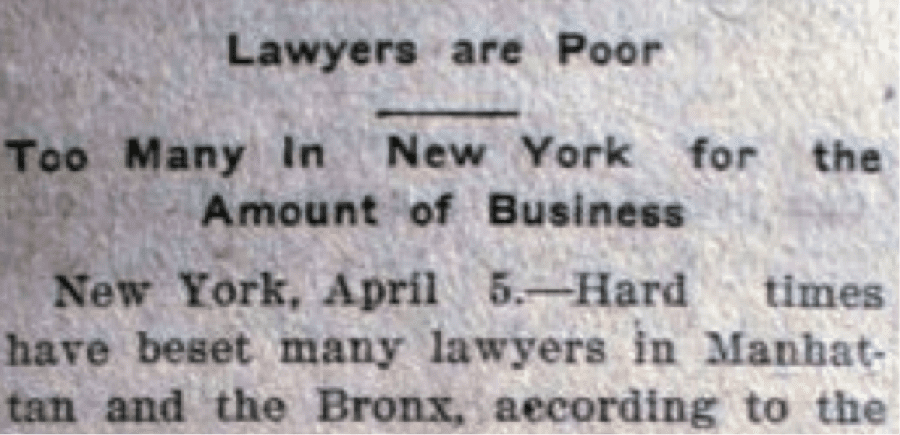 Lawyers are Poor
Too Many In New York for the
Amount of Business
New York, April 5.—Hard times
have beset many lawyers in Manhat-
tan and the Bronx, according to the